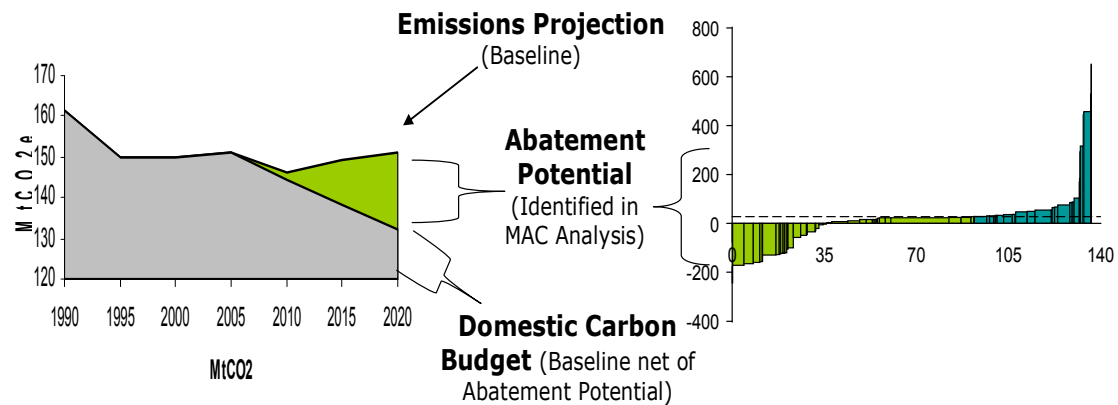 Emissions Projection
(Baseline)
Abatement
Potential
(Identified in
MAC Analysis)
Domestic Carbon
Budget (Baseline net of
Abatement Potential)
MtCO2e
170
160
150
140
130
120
1990 1995 2000 2005 2010 2015 2020
MtCO2
800
600
400
200
0
-200
-400
0 35 70 105 140